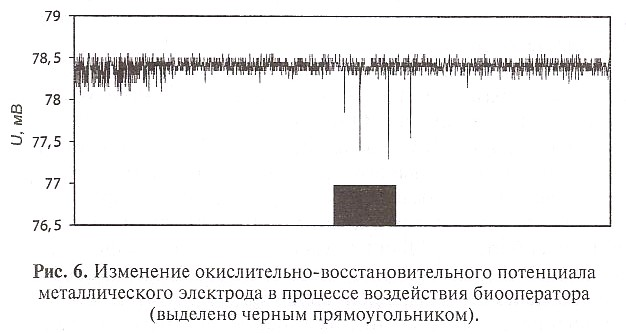 79
78,5
78
77,5
77
76,5
U, мВ
Рис. 6. Изменение окислительно-восстановительного потенциала
металлического электрода в процессе воздействия биооператора
(выделено черным прямоугольником).